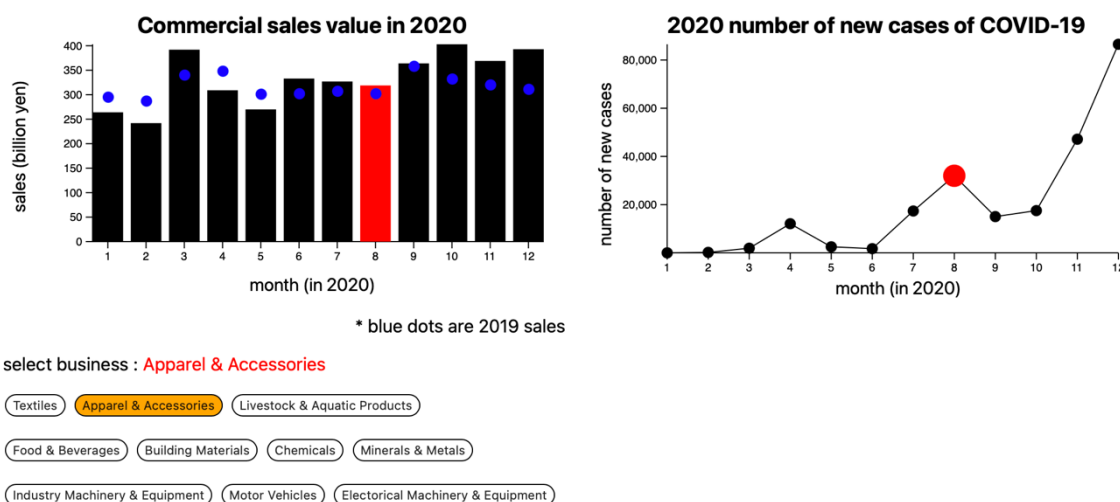 Commercial sales value in 2020
400
350
300
250
200
150
100
50
0
sales (billion yen)
1 2 3 4 5 6 7 8 9 10 11 12
month (in 2020)
* blue dots are 2019 sales
2020 number of new cases of COVID-19
80,000
60,000
40,000
20,000
number of new cases
1 2 3 4 5 6 7 8 9 10 11 12
month (in 2020)
select business : Apparel & Accessories
Textiles Apparel & Accessories Livestock & Aquatic Products
Food & Beverages Building Materials Chemicals Minerals & Metals
Industry Machinery & Equipment Motor Vehicles Electorical Machinery & Equipment